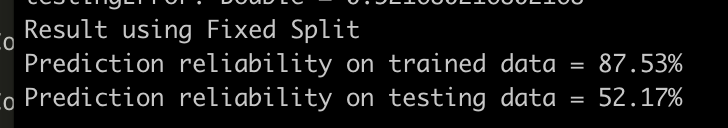 Result using Fixed Split
Prediction reliability on trained data = 87.53%
Prediction reliability on testing data = 52.17%